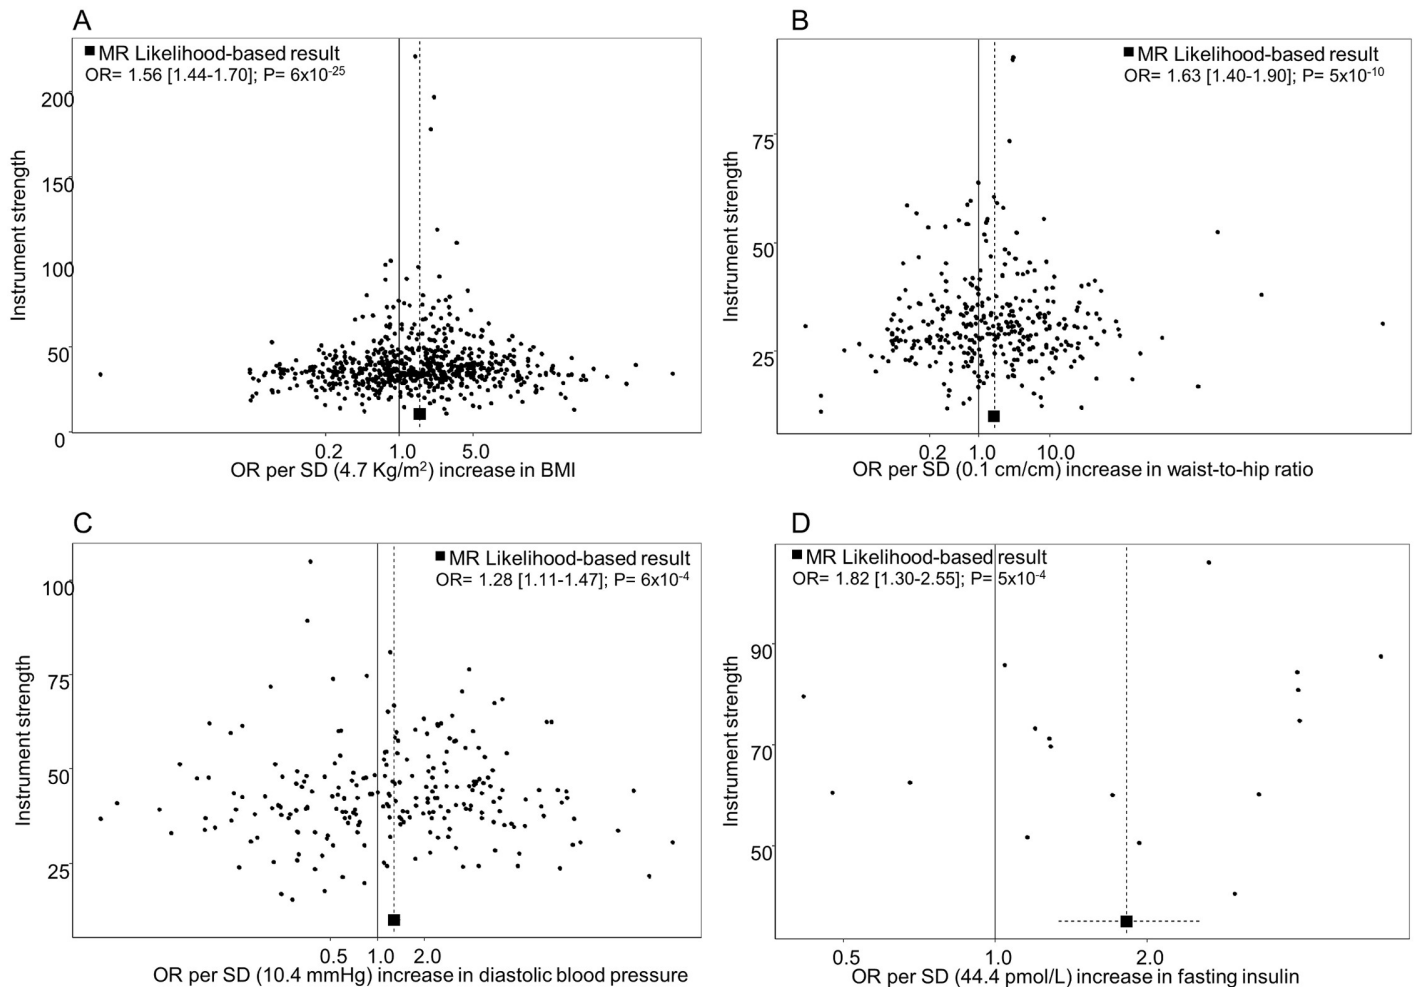 A
■ MR Likelihood-based result
OR= 1.56 [1.44-1.70]; P= 6x10⁻²⁵
Instrument strength
200
150
100
50
0
0.2 1.0 5.0
OR per SD (4.7 Kg/m²) increase in BMI
B
■ MR Likelihood-based result
OR= 1.63 [1.40-1.90]; P= 5x10⁻¹⁰
Instrument strength
75
50
25
0.2 1.0 10.0
OR per SD (0.1 cm/cm) increase in waist-to-hip ratio
C
■ MR Likelihood-based result
OR= 1.28 [1.11-1.47]; P= 6x10⁻⁴
Instrument strength
100
75
50
25
0.5 1.0 2.0
OR per SD (10.4 mmHg) increase in diastolic blood pressure
D
■ MR Likelihood-based result
OR= 1.82 [1.30-2.55]; P= 5x10⁻⁴
Instrument strength
90
70
50
0.5 1.0 2.0
OR per SD (44.4 pmol/L) increase in fasting insulin